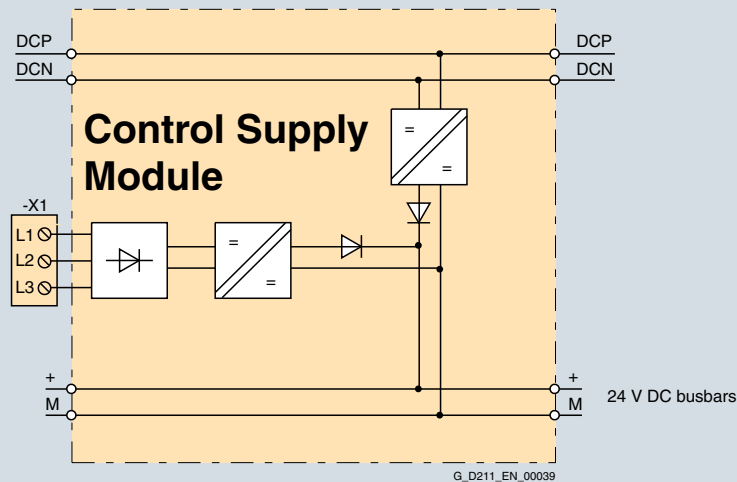 DCP DCP
DCN DCN
Control Supply
Module
=
=
-X1
L1
L2
L3
=
=
+ +
M M
24 V DC busbars
G_D211_EN_00039